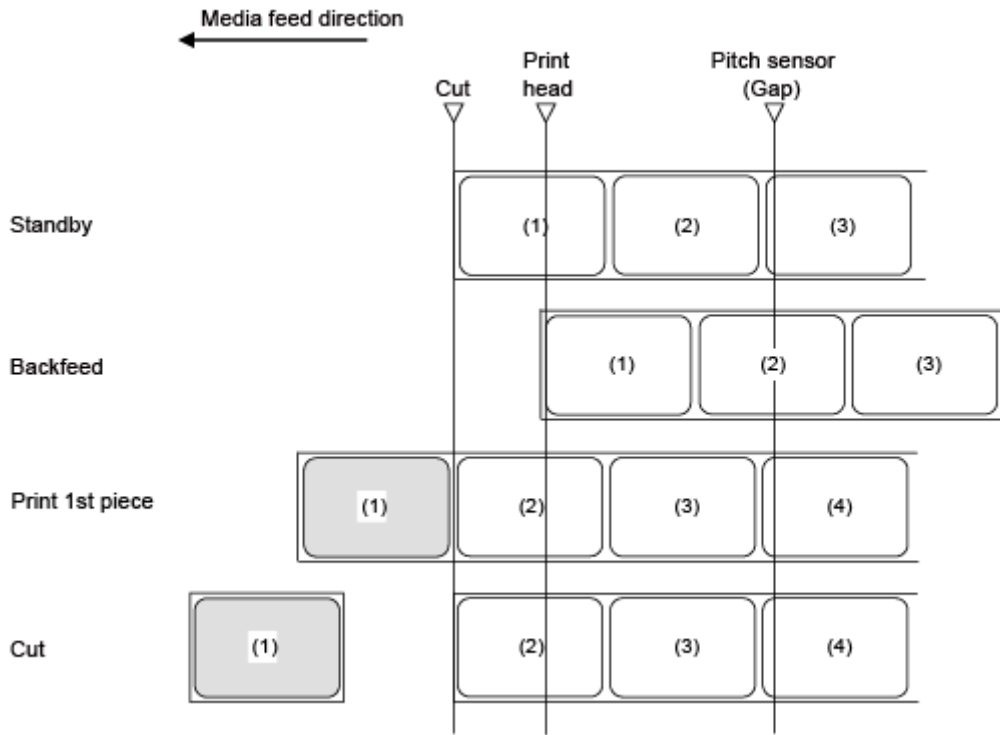 Media feed direction
Cut
Print
head
Pitch sensor
(Gap)
Standby
(1)
(2)
(3)
Backfeed
(1)
(2)
(3)
Print 1st piece
(1)
(2)
(3)
(4)
Cut
(1)
(2)
(3)
(4)